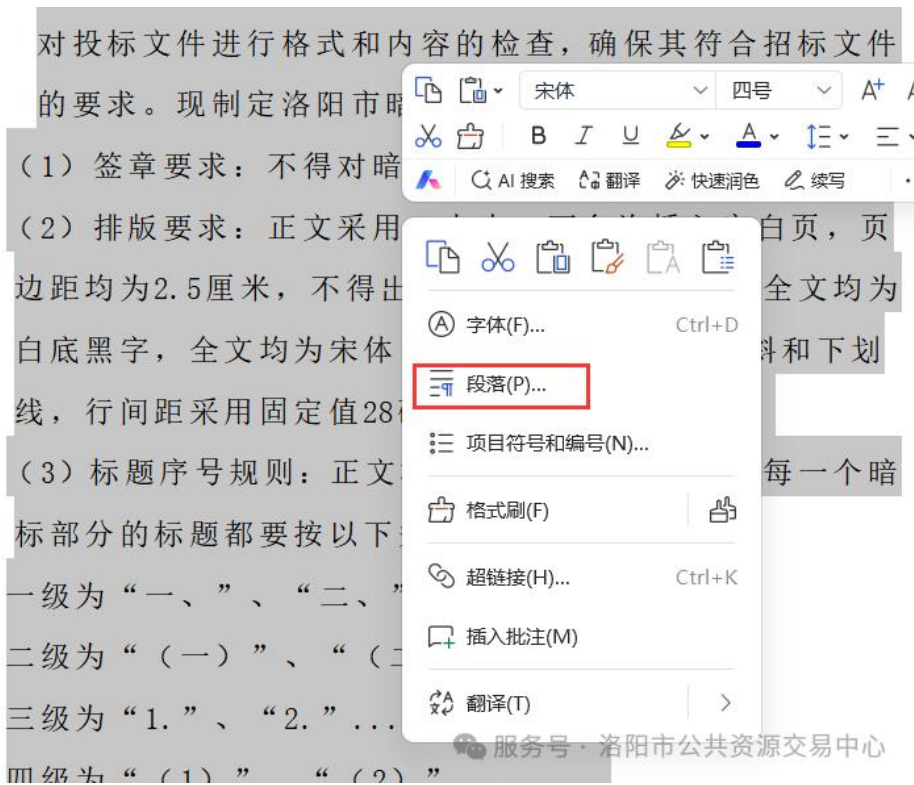 对投标文件进行格式和内容的检查，确保其符合招标文件
的要求。现制定洛阳市暗
宋体 四号 A+
B I U A
（1）签章要求：不得对暗
AI 搜索 翻译 快速润色 续写
（2）排版要求：正文采用 白页，页
边距均为2.5厘米，不得出 全文均为
字体(F)... Ctrl+D
白底黑字，全文均为宋体 和下划
段落(P)...
线，行间距采用固定值28
项目符号和编号(N)...
（3）标题序号规则：正文 每一个暗
格式刷(F)
标部分的标题都要按以下
超链接(H)... Ctrl+K
一级为“一、”、“二、”
插入批注(M)
二级为“（一）”、“（二
翻译(T)
三级为“1.”、“2.”...
服务号 · 洛阳市公共资源交易中心
四级为“（1）”、“（2）”